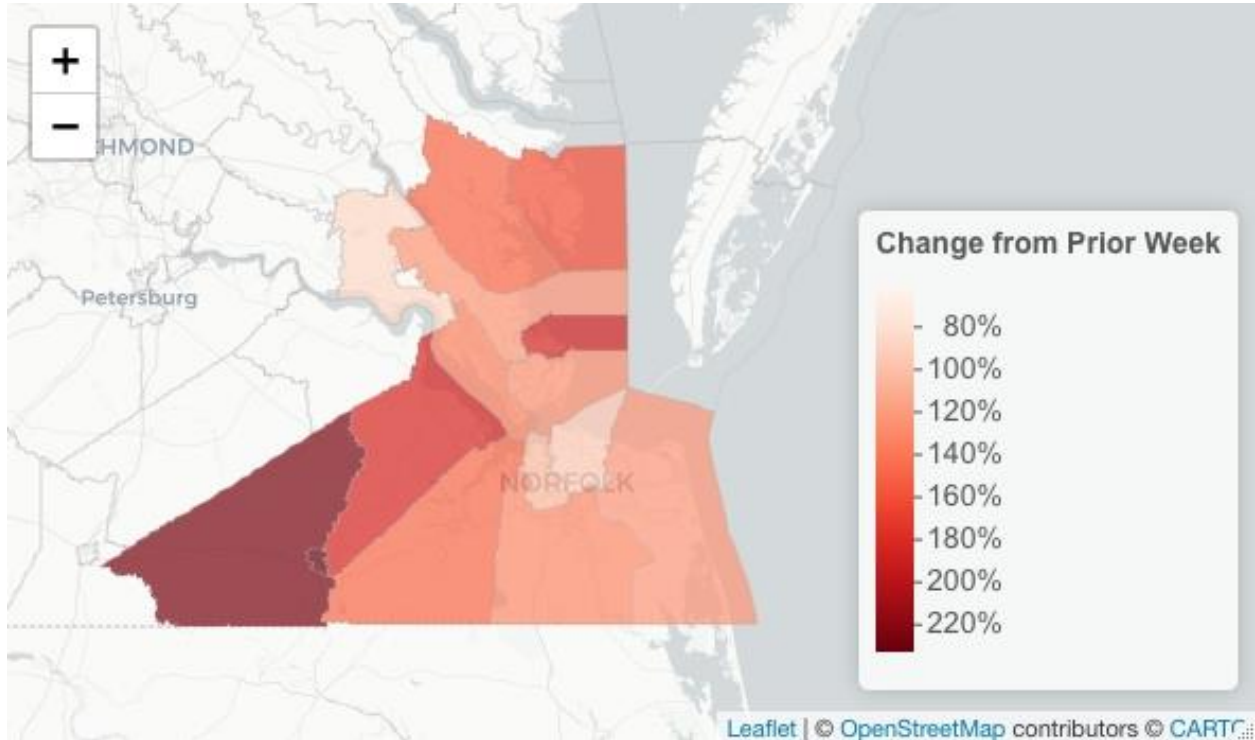 +
−
HMOND
Petersburg
NORFOLK
Change from Prior Week
80%
100%
120%
140%
160%
180%
200%
220%
Leaflet | © OpenStreetMap contributors © CART